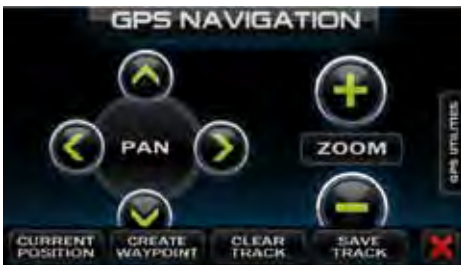 GPS NAVIGATION
PAN
ZOOM
GPS UTILITIES
CURRENT
POSITION
CREATE
WAYPOINT
CLEAR
TRACK
SAVE
TRACK